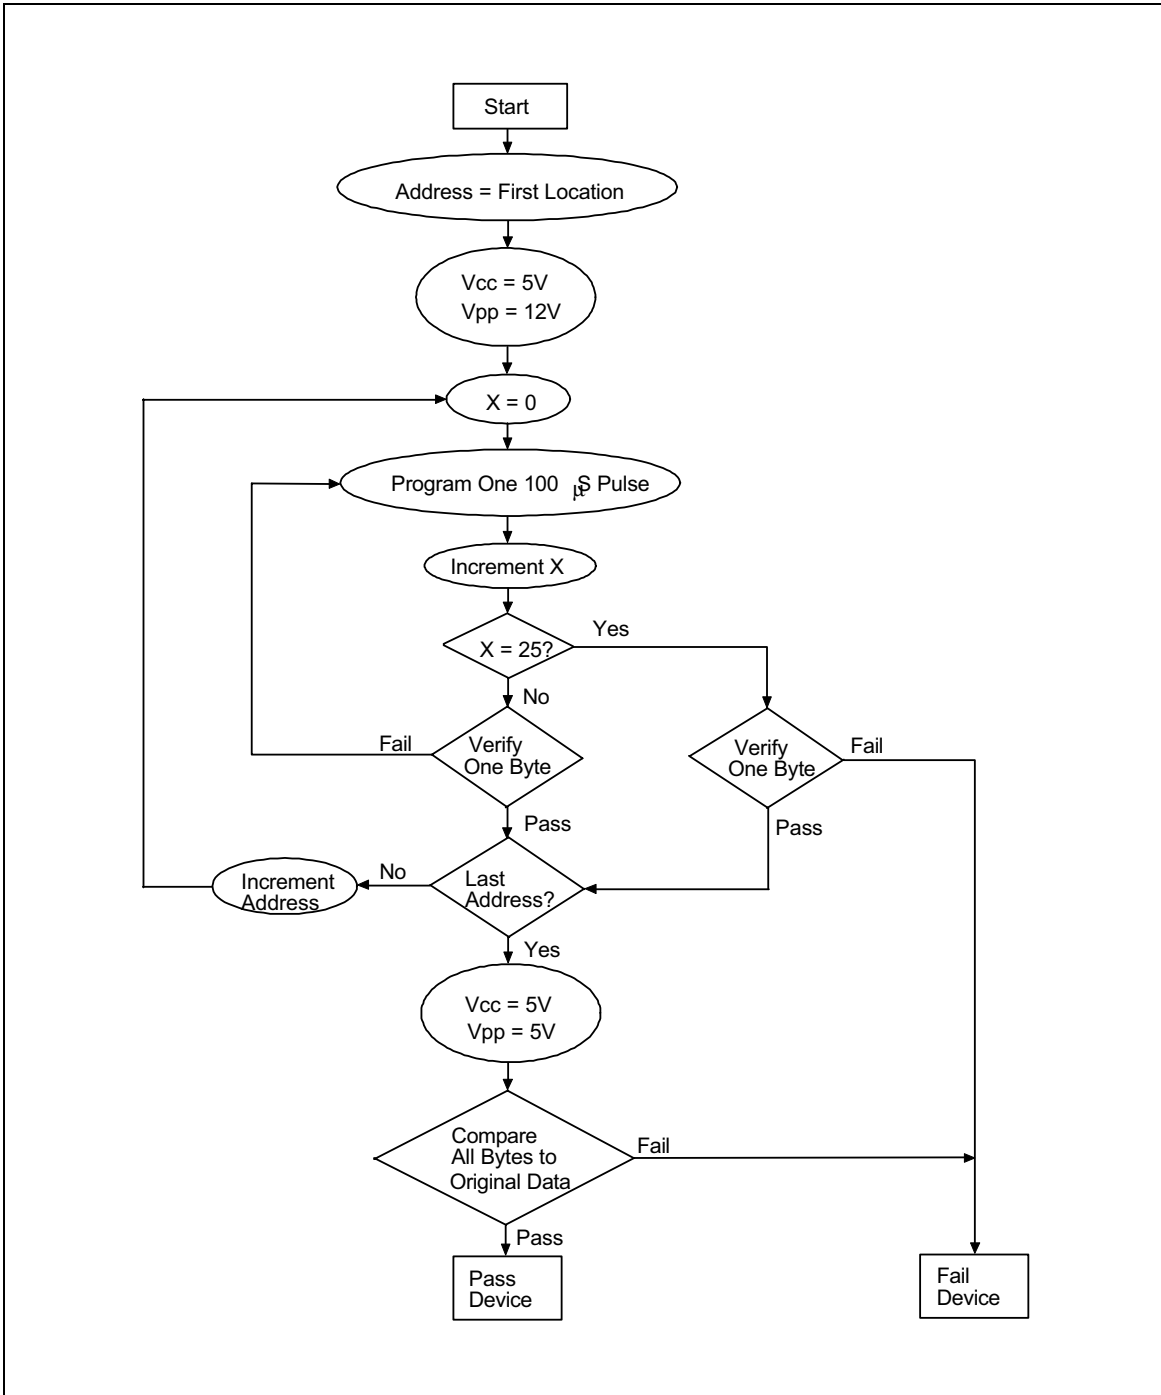 Start
Address = First Location
Vcc = 5V
Vpp = 12V
X = 0
Program One 100 μS Pulse
Increment X
X = 25?
Yes
No
Fail
Verify
One Byte
Verify
One Byte
Fail
Pass
Pass
Increment
Address
No
Last
Address?
Yes
Vcc = 5V
Vpp = 5V
Compare
All Bytes to
Original Data
Fail
Pass
Pass
Device
Fail
Device